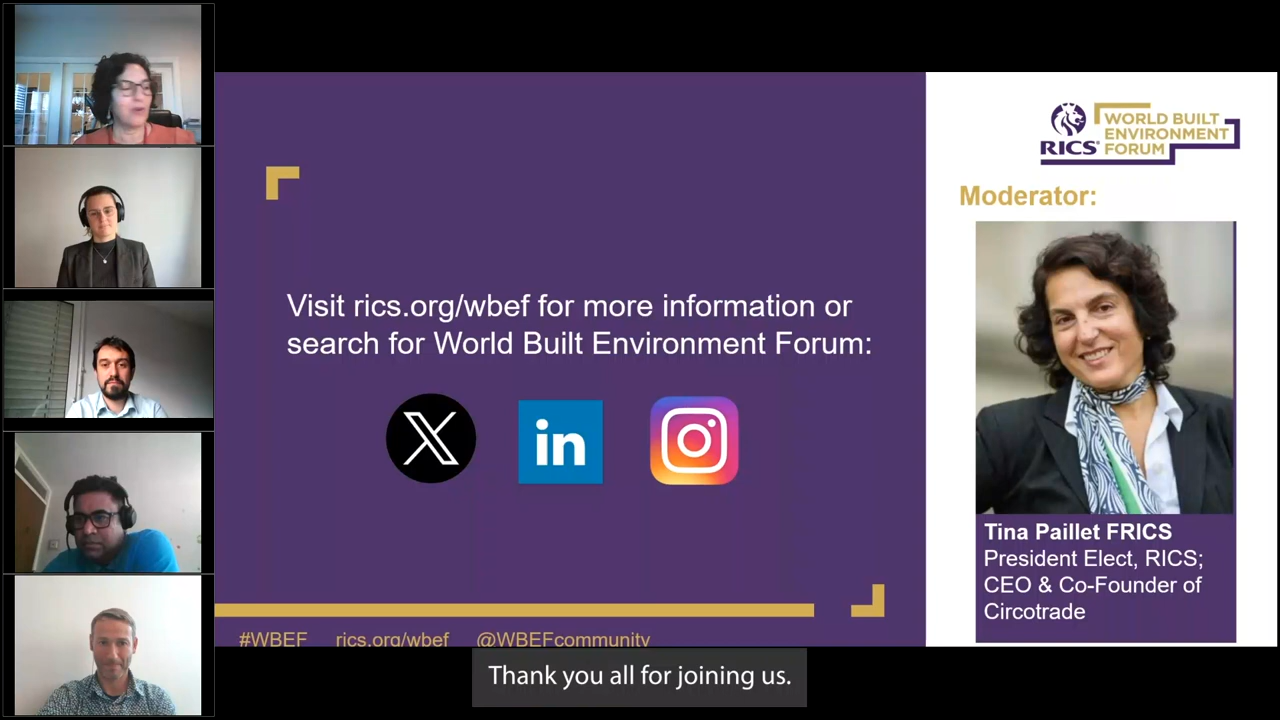 RICS®
WORLD BUILT
ENVIRONMENT
FORUM
Moderator:
Visit rics.org/wbef for more information or
search for World Built Environment Forum:
X
in
Tina Paillet FRICS
President Elect, RICS;
CEO & Co-Founder of
Circotrade
#WBEF rics.org/wbef @WBEFcommunity
Thank you all for joining us.